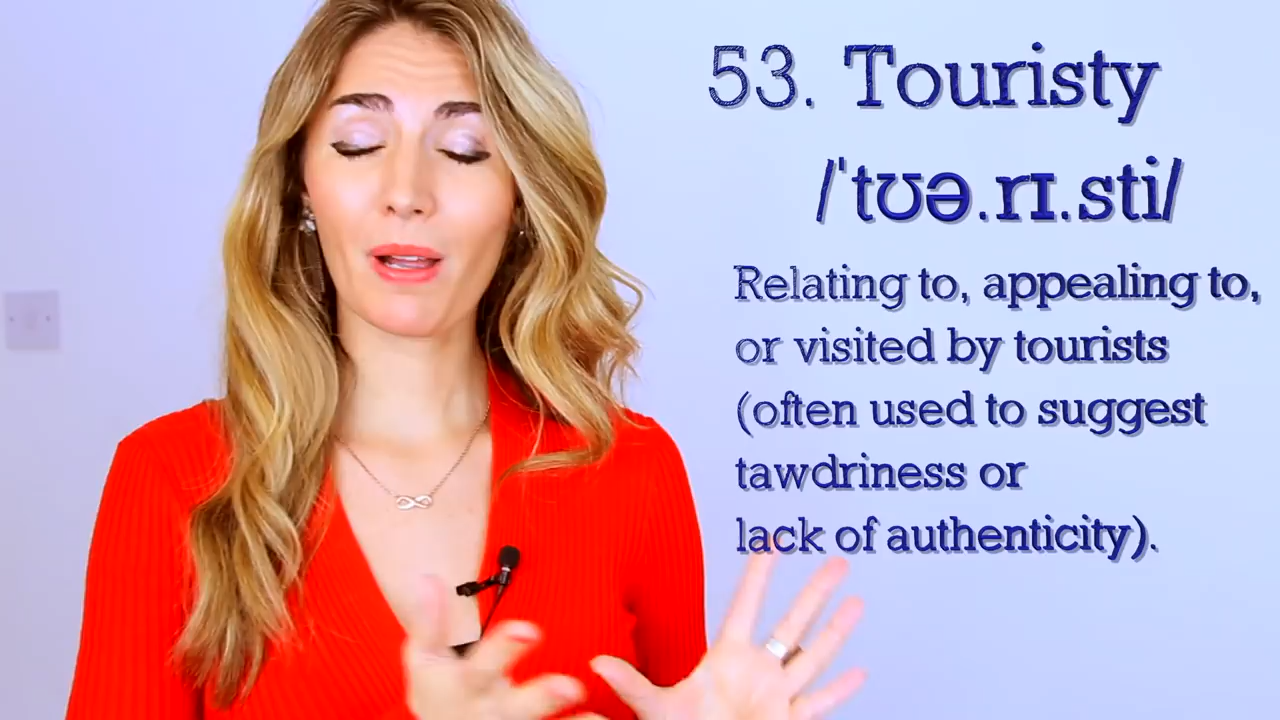 53. Touristy
/ˈtʊə.rɪ.sti/
Relating to, appealing to,
or visited by tourists
(often used to suggest
tawdriness or
lack of authenticity).